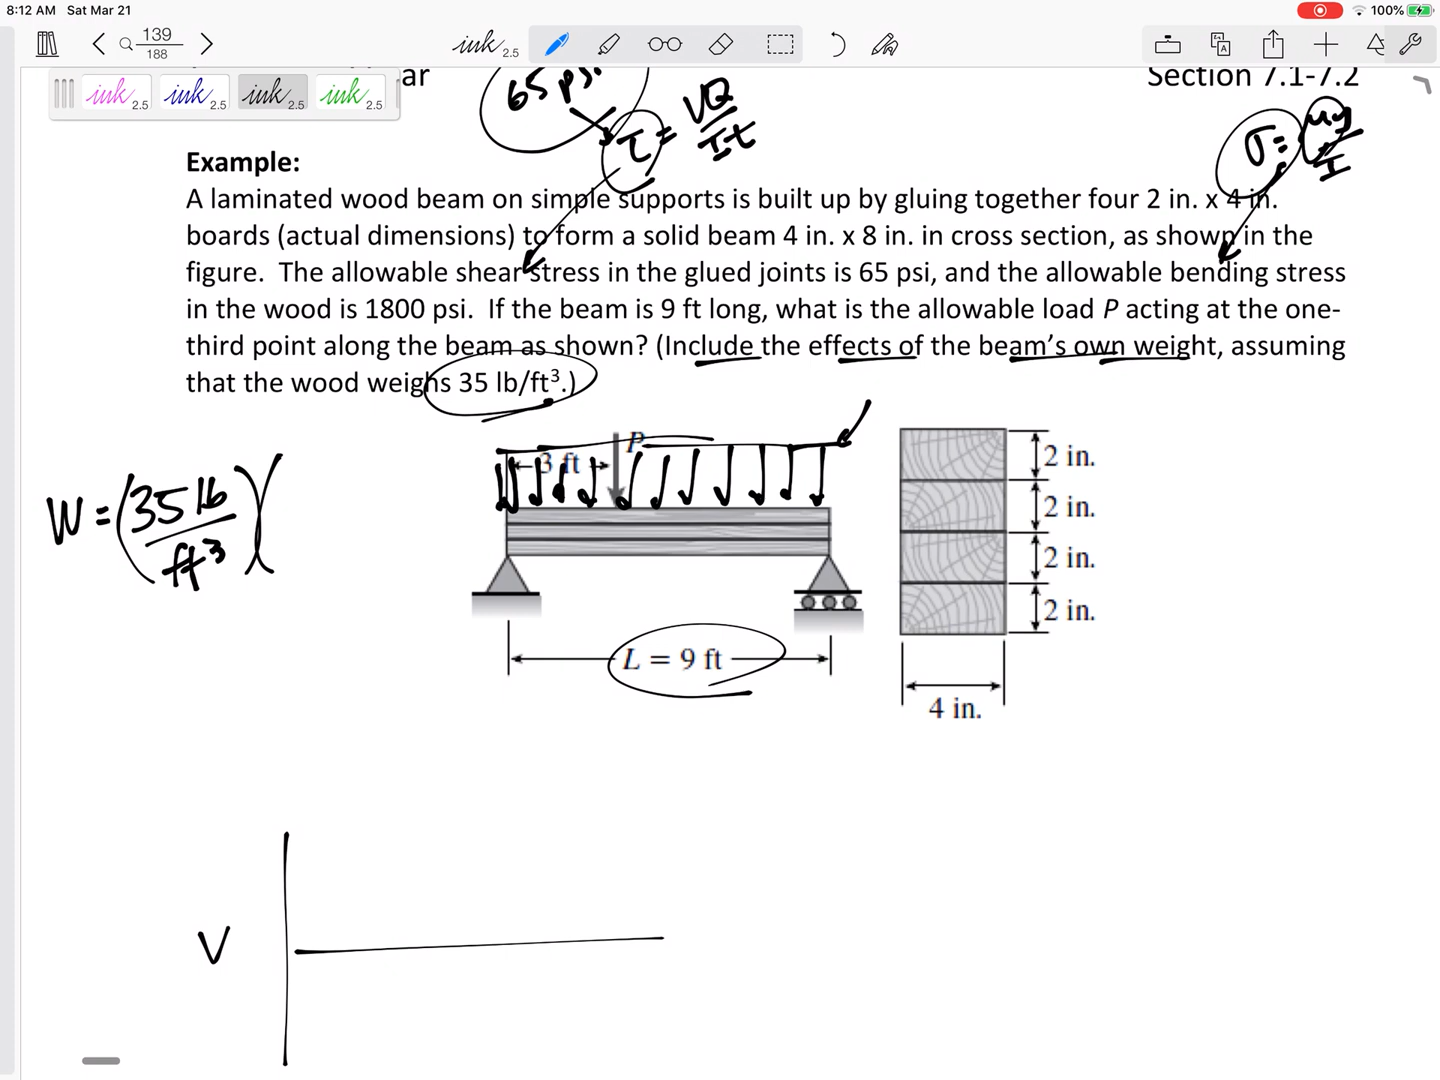 8:12 AM Sat Mar 21
100%
139
188
ink 2.5
ink 2.5
ink 2.5
ink 2.5
ink 2.5
ar
Section 7.1-7.2
65 psi
τ = VQ/It
σ = My/I
Example:
A laminated wood beam on simple supports is built up by gluing together four 2 in. x 4 in.
boards (actual dimensions) to form a solid beam 4 in. x 8 in. in cross section, as shown in the
figure. The allowable shear stress in the glued joints is 65 psi, and the allowable bending stress
in the wood is 1800 psi. If the beam is 9 ft long, what is the allowable load P acting at the one-
third point along the beam as shown? (Include the effects of the beam's own weight, assuming
that the wood weighs 35 lb/ft³.)
P
3 ft
2 in.
2 in.
2 in.
2 in.
W = (35 lb/ft³)(
L = 9 ft
4 in.
V